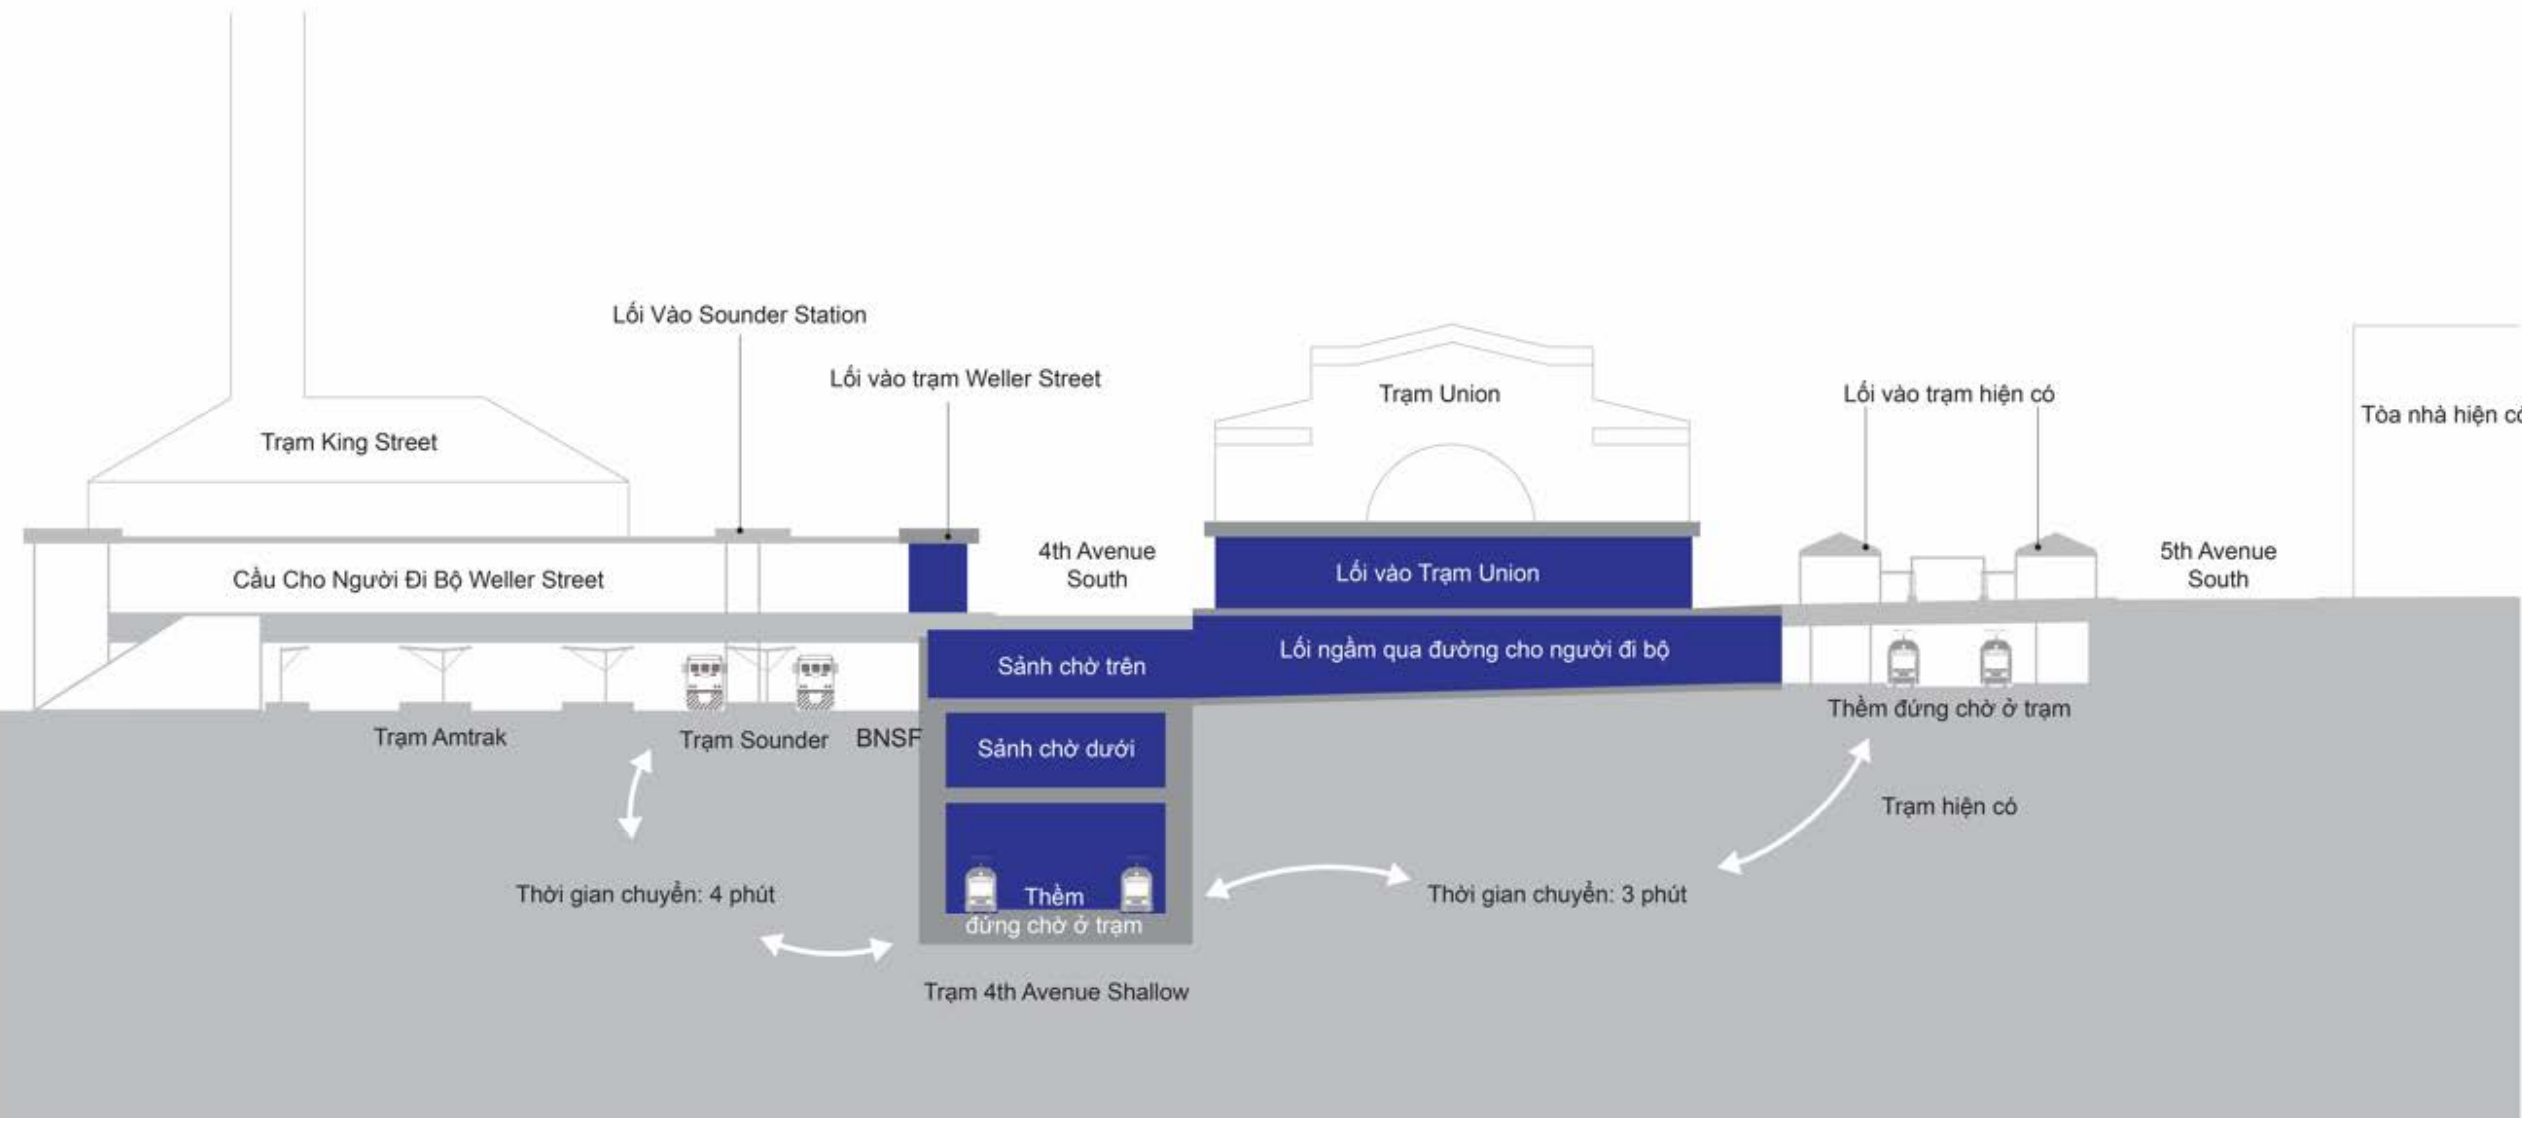 Lối Vào Sounder Station
Lối vào trạm Weller Street
Trạm Union
Lối vào trạm hiện có
Tòa nhà hiện có
Trạm King Street
4th Avenue
South
5th Avenue
South
Cầu Cho Người Đi Bộ Weller Street
Lối vào Trạm Union
Sảnh chờ trên
Lối ngầm qua đường cho người đi bộ
Thềm đứng chờ ở trạm
Trạm Amtrak
Trạm Sounder
BNSF
Sảnh chờ dưới
Trạm hiện có
Thời gian chuyển: 4 phút
Thềm
đứng chờ ở trạm
Thời gian chuyển: 3 phút
Trạm 4th Avenue Shallow